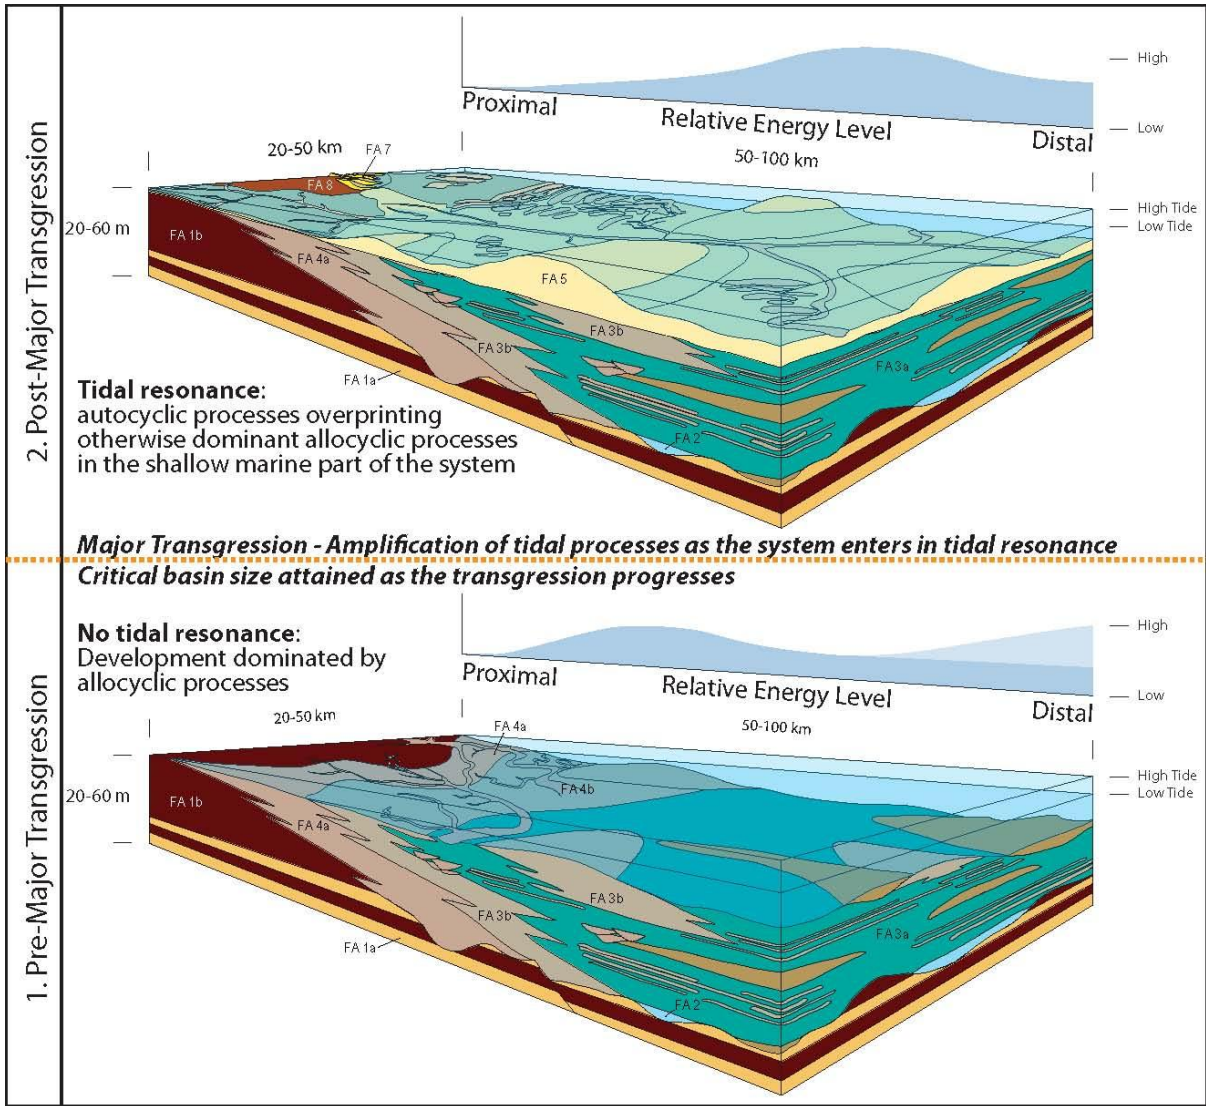 2. Post-Major Transgression
High
Low
Proximal
Relative Energy Level
Distal
20-50 km
50-100 km
FA 7
FA 8
High Tide
Low Tide
20-60 m
FA 1b
FA 4a
FA 5
FA 3b
FA 3b
FA 3a
FA 1a
FA 2
Tidal resonance:
autocyclic processes overprinting
otherwise dominant allocyclic processes
in the shallow marine part of the system
Major Transgression - Amplification of tidal processes as the system enters in tidal resonance
Critical basin size attained as the transgression progresses
1. Pre-Major Transgression
No tidal resonance:
Development dominated by
allocyclic processes
High
Low
Proximal
Relative Energy Level
Distal
20-50 km
50-100 km
FA 4a
FA 4b
High Tide
Low Tide
20-60 m
FA 1b
FA 4a
FA 3b
FA 3b
FA 3a
FA 1a
FA 2